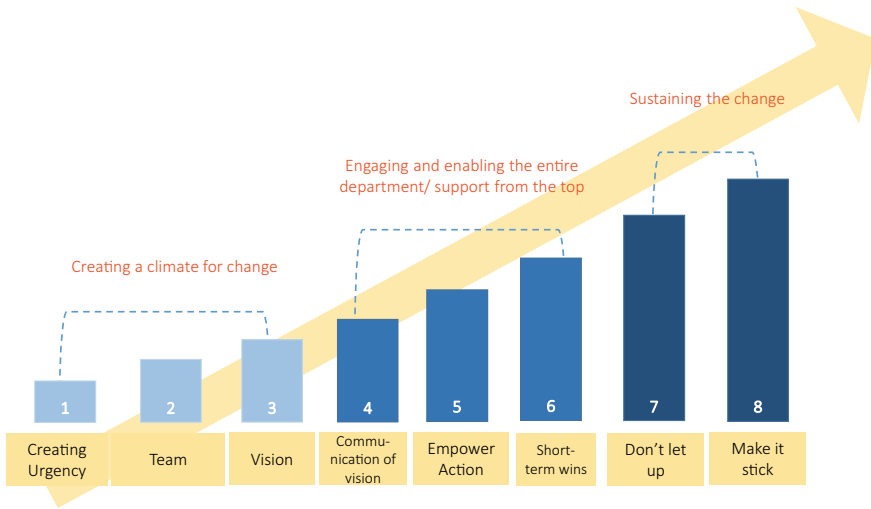 Sustaining the change
Engaging and enabling the entire
department/ support from the top
Creating a climate for change
1
2
3
4
5
6
7
8
Creating
Urgency
Team
Vision
Commu-
nication of
vision
Empower
Action
Short-
term wins
Don't let
up
Make it
stick